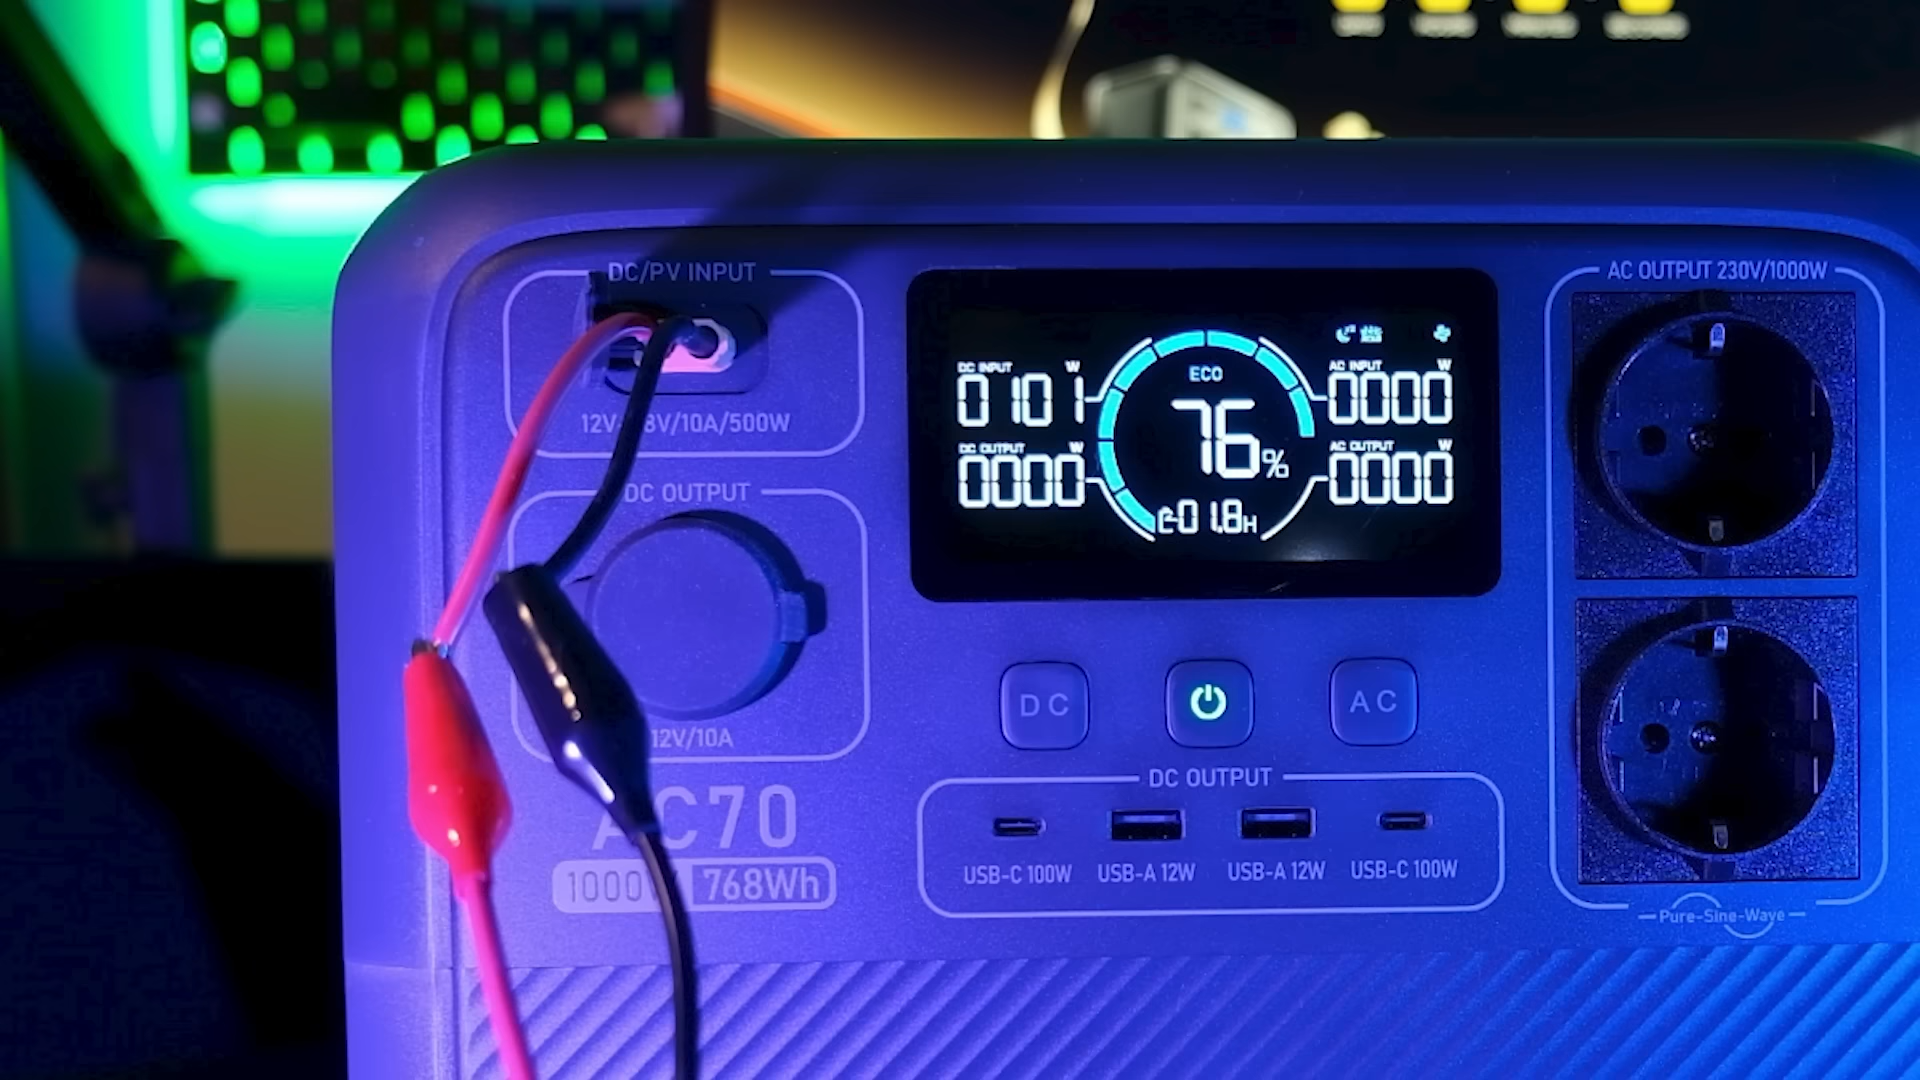 DC/PV INPUT
12V- 8V/10A/500W
DC OUTPUT
12V/10A
AC70
1000 768Wh
DC INPUT W
0101
DC OUTPUT W
0000
ECO
76%
01.8H
AC INPUT W
0000
AC OUTPUT W
0000
DC
AC
DC OUTPUT
USB-C 100W USB-A 12W USB-A 12W USB-C 100W
AC OUTPUT 230V/1000W
Pure-Sine-Wave